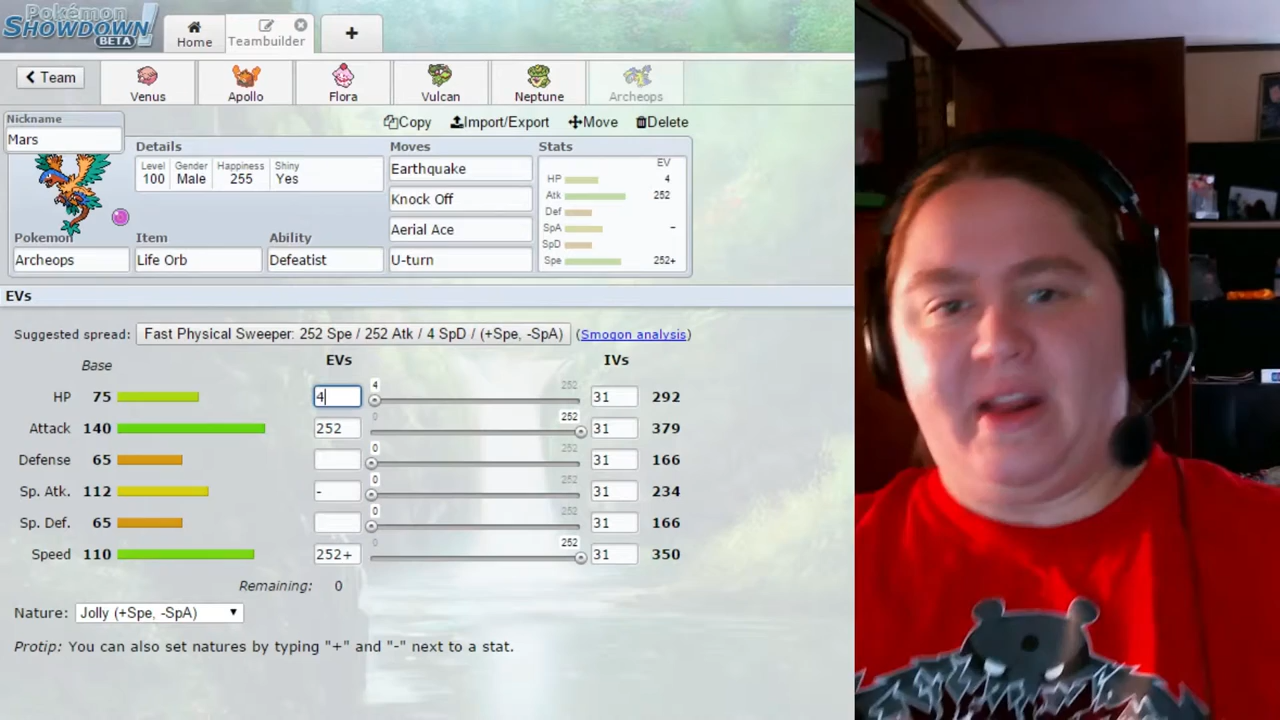 Pokémon
SHOWDOWN!
BETA
Home
Teambuilder
+
Team
Venus
Apollo
Flora
Vulcan
Neptune
Archeops
Nickname
Mars
Copy
Import/Export
Move
Delete
Details
Level
100
Gender
Male
Happiness
255
Shiny
Yes
Pokemon
Archeops
Item
Life Orb
Ability
Defeatist
Moves
Earthquake
Knock Off
Aerial Ace
U-turn
Stats
EV
HP 4
Atk 252
Def
SpA -
SpD
Spe 252+
EVs
Suggested spread: Fast Physical Sweeper: 252 Spe / 252 Atk / 4 SpD / (+Spe, -SpA) (Smogon analysis)
Base EVs IVs
HP 75 4 4 252 31 292
Attack 140 252 0 252 31 379
Defense 65 0 252 31 166
Sp. Atk. 112 - 0 252 31 234
Sp. Def. 65 0 252 31 166
Speed 110 252+ 0 252 31 350
Remaining: 0
Nature: Jolly (+Spe, -SpA)
Protip: You can also set natures by typing "+" and "-" next to a stat.